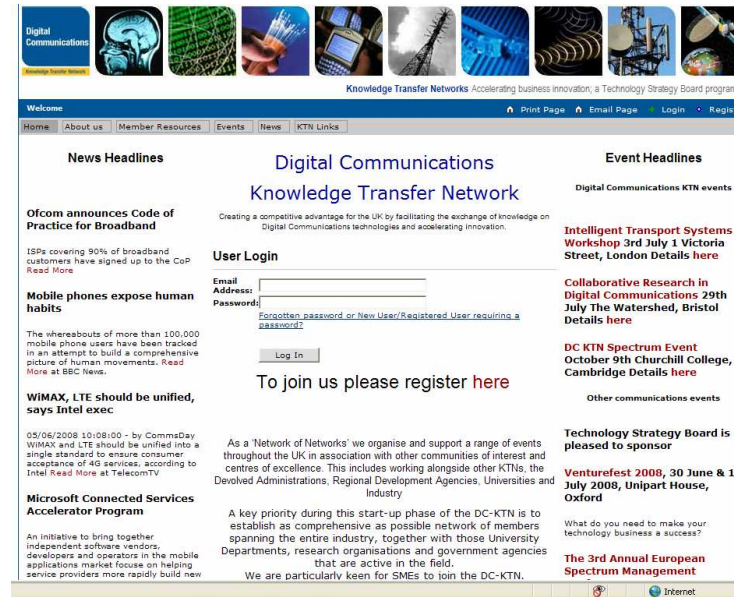 Digital
Communications
Knowledge Transfer Network
Knowledge Transfer Networks Accelerating business innovation; a Technology Strategy Board program
Welcome
Print Page Email Page Login Regis
Home About us Member Resources Events News KTN Links
News Headlines
Ofcom announces Code of
Practice for Broadband
ISPs covering 90% of broadband
customers have signed up to the CoP
Read More
Mobile phones expose human
habits
The whereabouts of more than 100,000
mobile phone users have been tracked
in an attempt to build a comprehensive
picture of human movements. Read
More at BBC News.
WiMAX, LTE should be unified,
says Intel exec
05/06/2008 10:08:00 - by CommsDay
WiMAX and LTE should be unified into a
single standard to ensure consumer
acceptance of 4G services, according to
Intel Read More at TelecomTV
Microsoft Connected Services
Accelerator Program
An initiative to bring together
independent software vendors,
developers and operators in the mobile
applications market focus on helping
service providers more rapidly build new
Digital Communications
Knowledge Transfer Network
Creating a competitive advantage for the UK by facilitating the exchange of knowledge on
Digital Communications technologies and accelerating innovation.
User Login
Email
Address:
Password:
Forgotten password or New User/Registered User requiring a
password?
Log In
To join us please register here
As a 'Network of Networks' we organise and support a range of events
throughout the UK in association with other communities of interest and
centres of excellence. This includes working alongside other KTNs, the
Devolved Administrations, Regional Development Agencies, Universities and
Industry
A key priority during this start-up phase of the DC-KTN is to
establish as comprehensive as possible network of members
spanning the entire industry, together with those University
Departments, research organisations and government agencies
that are active in the field.
We are particularly keen for SMEs to join the DC-KTN.
Event Headlines
Digital Communications KTN events
Intelligent Transport Systems
Workshop 3rd July 1 Victoria
Street, London Details here
Collaborative Research in
Digital Communications 29th
July The Watershed, Bristol
Details here
DC KTN Spectrum Event
October 9th Churchill College,
Cambridge Details here
Other communications events
Technology Strategy Board is
pleased to sponsor
Venturefest 2008, 30 June & 1
July 2008, Unipart House,
Oxford
What do you need to make your
technology business a success?
The 3rd Annual European
Spectrum Management
Internet